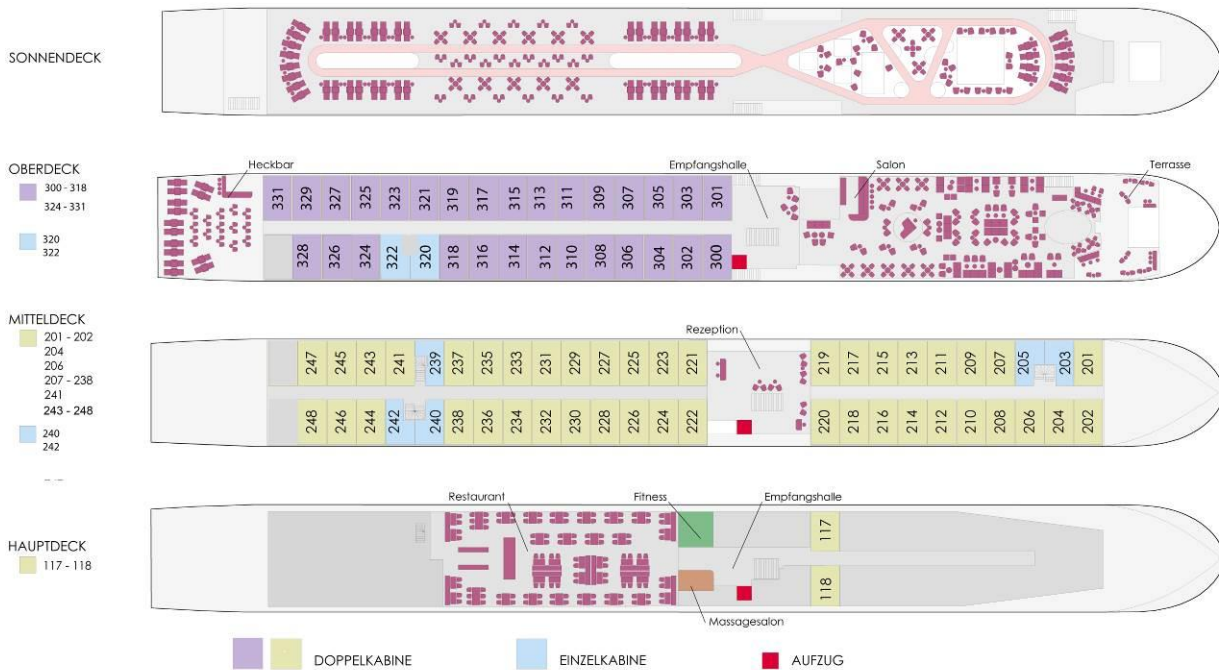 SONNENDECK
OBERDECK
300 - 318
324 - 331
320
322
Heckbar
Empfangshalle
Salon
Terrasse
331 329 327 325 323 321 319 317 315 313 311 309 307 305 303 301
328 326 324 322 320 318 316 314 312 310 308 306 304 302 300
MITTELDECK
201 - 202
204
206
207 - 238
241
243 - 248
240
242
Rezeption
247 245 243 241 239 237 235 233 231 229 227 225 223 221 219 217 215 213 211 209 207 205 203 201
248 246 244 242 240 238 236 234 232 230 228 226 224 222 220 218 216 214 212 210 208 206 204 202
HAUPTDECK
117 - 118
Restaurant
Fitness
Empfangshalle
117
118
Massagesalon
DOPPELKABINE
EINZELKABINE
AUFZUG